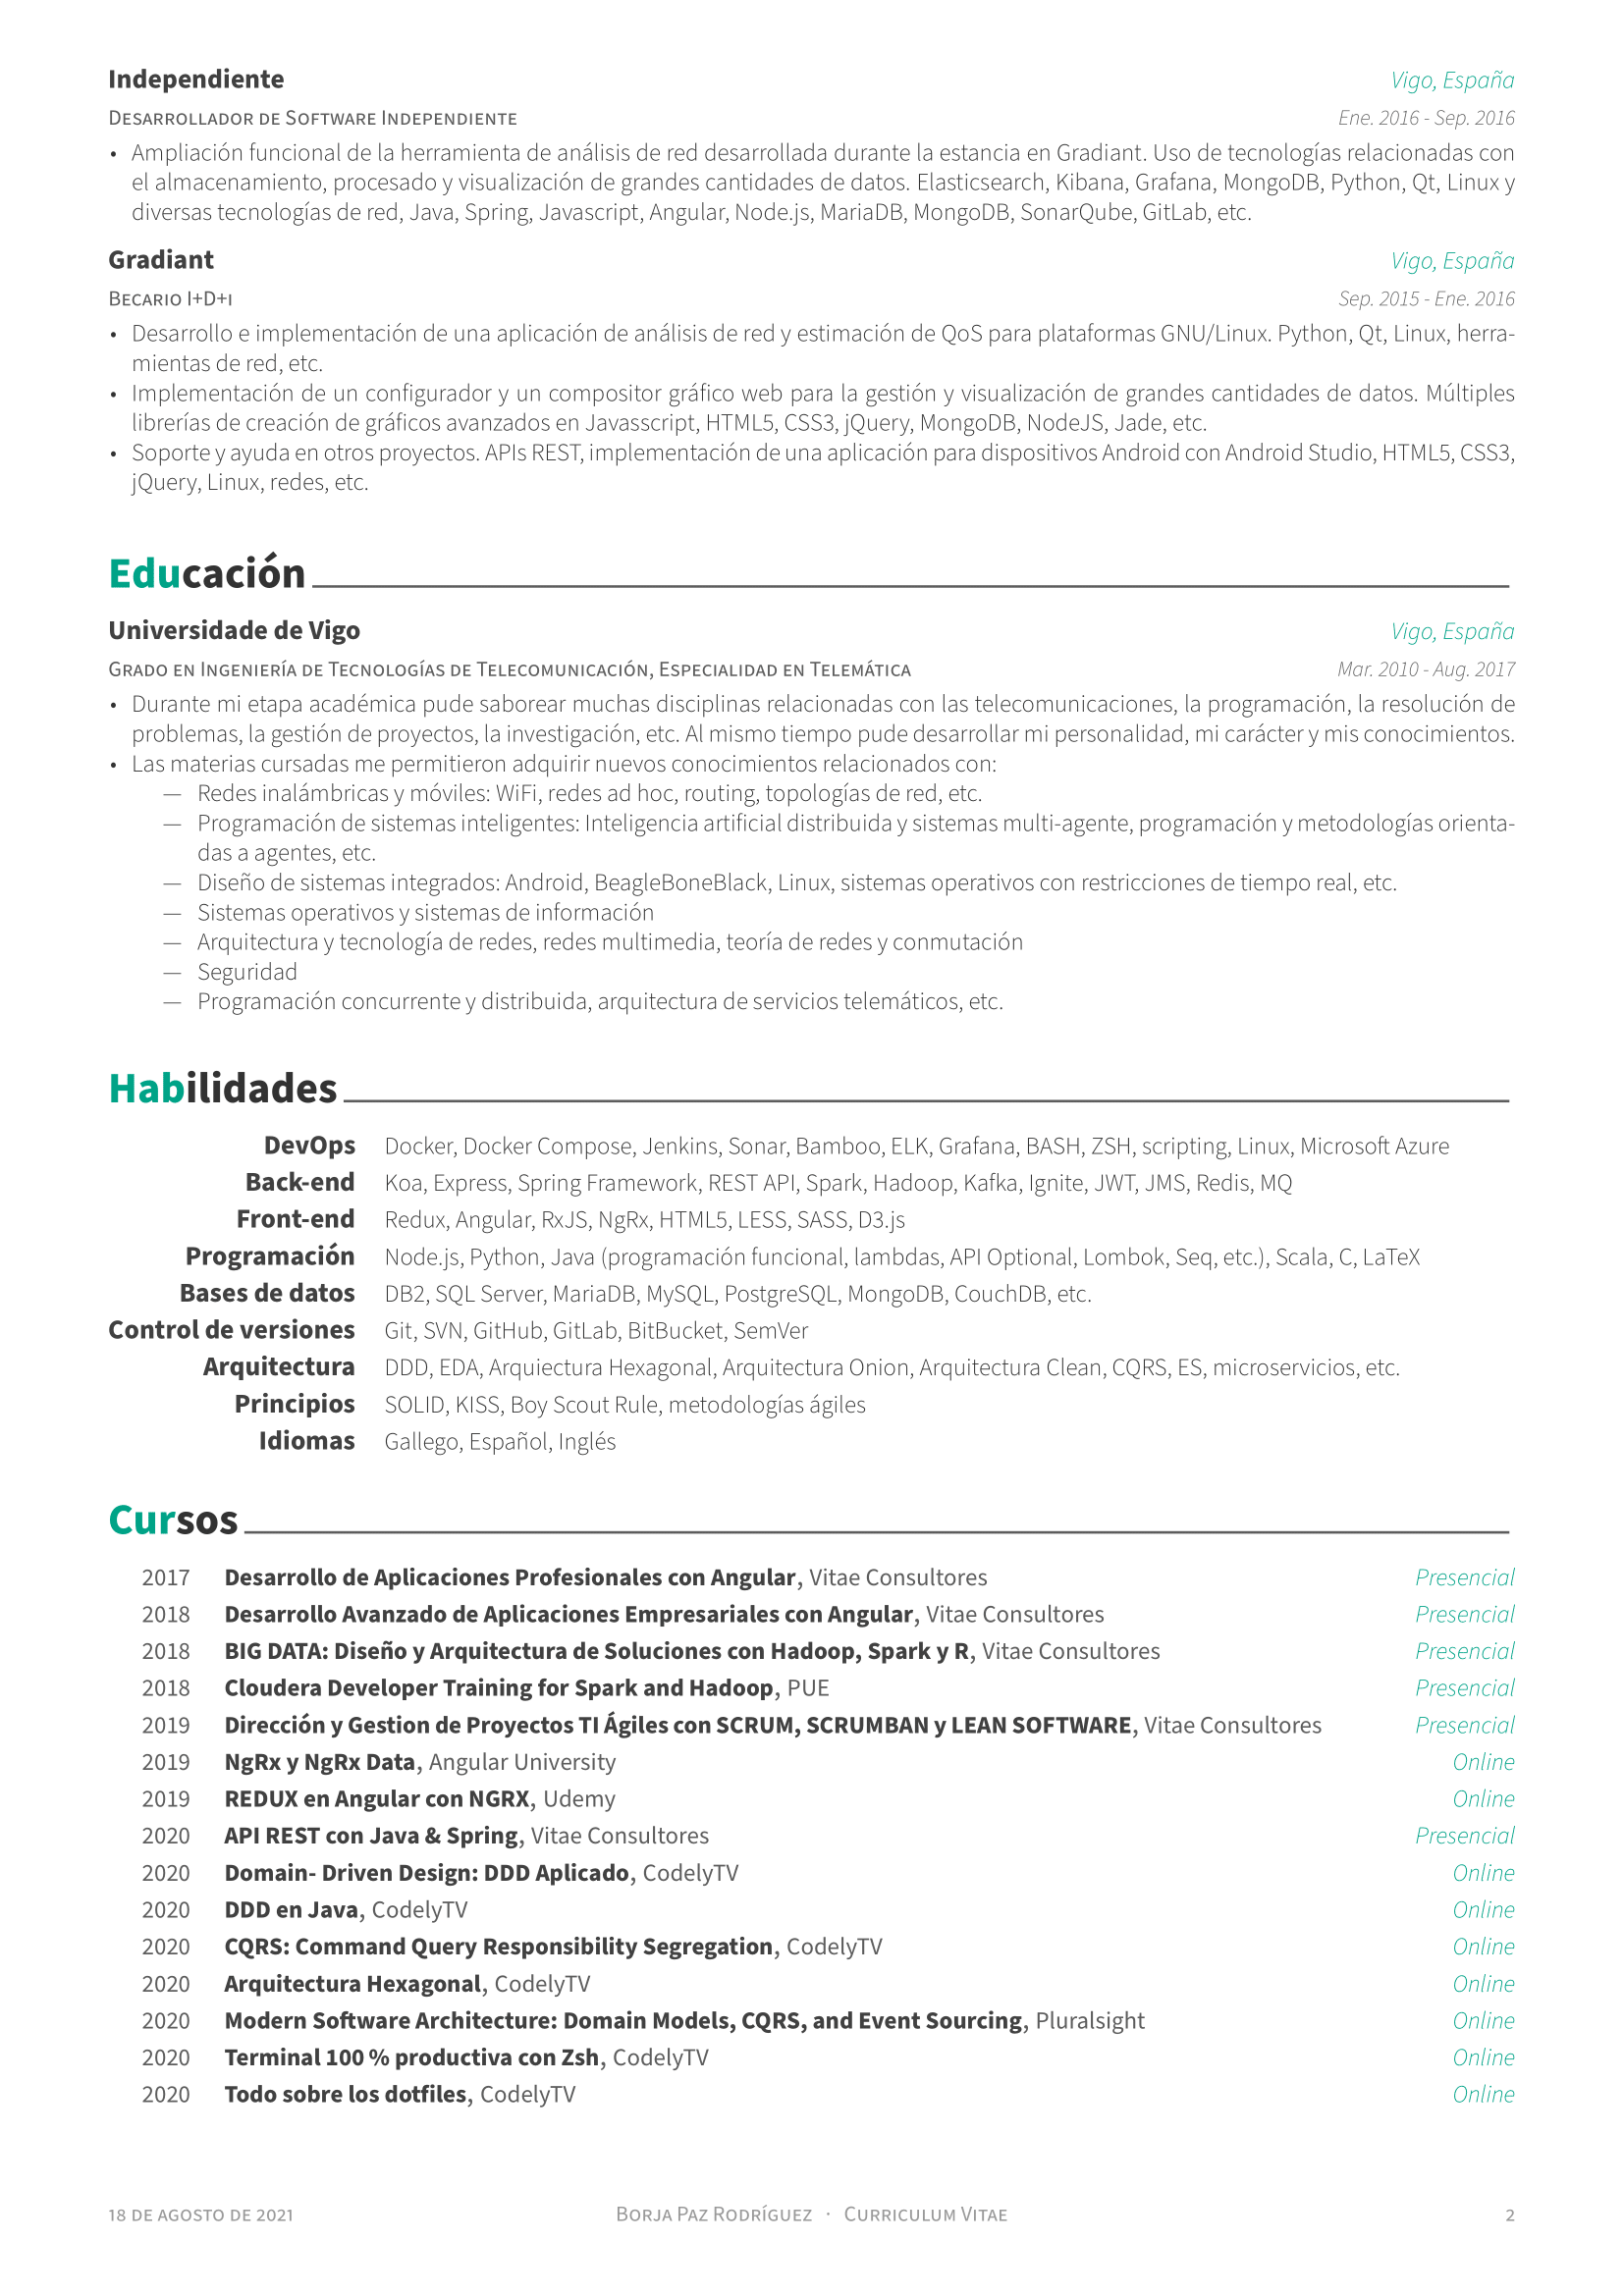 Independiente Vigo, España
Desarrollador de Software Independiente Ene. 2016 - Sep. 2016
• Ampliación funcional de la herramienta de análisis de red desarrollada durante la estancia en Gradiant. Uso de tecnologías relacionadas con
el almacenamiento, procesado y visualización de grandes cantidades de datos. Elasticsearch, Kibana, Grafana, MongoDB, Python, Qt, Linux y
diversas tecnologías de red, Java, Spring, Javascript, Angular, Node.js, MariaDB, MongoDB, SonarQube, GitLab, etc.
Gradiant Vigo, España
Becario I+D+i Sep. 2015 - Ene. 2016
• Desarrollo e implementación de una aplicación de análisis de red y estimación de QoS para plataformas GNU/Linux. Python, Qt, Linux, herra-
mientas de red, etc.
• Implementación de un configurador y un compositor gráfico web para la gestión y visualización de grandes cantidades de datos. Múltiples
librerías de creación de gráficos avanzados en Javasscript, HTML5, CSS3, jQuery, MongoDB, NodeJS, Jade, etc.
• Soporte y ayuda en otros proyectos. APIs REST, implementación de una aplicación para dispositivos Android con Android Studio, HTML5, CSS3,
jQuery, Linux, redes, etc.
Educación
Universidade de Vigo Vigo, España
Grado en Ingeniería de Tecnologías de Telecomunicación, Especialidad en Telemática Mar. 2010 - Aug. 2017
• Durante mi etapa académica pude saborear muchas disciplinas relacionadas con las telecomunicaciones, la programación, la resolución de
problemas, la gestión de proyectos, la investigación, etc. Al mismo tiempo pude desarrollar mi personalidad, mi carácter y mis conocimientos.
• Las materias cursadas me permitieron adquirir nuevos conocimientos relacionados con:
— Redes inalámbricas y móviles: WiFi, redes ad hoc, routing, topologías de red, etc.
— Programación de sistemas inteligentes: Inteligencia artificial distribuida y sistemas multi-agente, programación y metodologías orienta-
das a agentes, etc.
— Diseño de sistemas integrados: Android, BeagleBoneBlack, Linux, sistemas operativos con restricciones de tiempo real, etc.
— Sistemas operativos y sistemas de información
— Arquitectura y tecnología de redes, redes multimedia, teoría de redes y conmutación
— Seguridad
— Programación concurrente y distribuida, arquitectura de servicios telemáticos, etc.
Habilidades
DevOps Docker, Docker Compose, Jenkins, Sonar, Bamboo, ELK, Grafana, BASH, ZSH, scripting, Linux, Microsoft Azure
Back-end Koa, Express, Spring Framework, REST API, Spark, Hadoop, Kafka, Ignite, JWT, JMS, Redis, MQ
Front-end Redux, Angular, RxJS, NgRx, HTML5, LESS, SASS, D3.js
Programación Node.js, Python, Java (programación funcional, lambdas, API Optional, Lombok, Seq, etc.), Scala, C, LaTeX
Bases de datos DB2, SQL Server, MariaDB, MySQL, PostgreSQL, MongoDB, CouchDB, etc.
Control de versiones Git, SVN, GitHub, GitLab, BitBucket, SemVer
Arquitectura DDD, EDA, Arquiectura Hexagonal, Arquitectura Onion, Arquitectura Clean, CQRS, ES, microservicios, etc.
Principios SOLID, KISS, Boy Scout Rule, metodologías ágiles
Idiomas Gallego, Español, Inglés
Cursos
2017 Desarrollo de Aplicaciones Profesionales con Angular, Vitae Consultores Presencial
2018 Desarrollo Avanzado de Aplicaciones Empresariales con Angular, Vitae Consultores Presencial
2018 BIG DATA: Diseño y Arquitectura de Soluciones con Hadoop, Spark y R, Vitae Consultores Presencial
2018 Cloudera Developer Training for Spark and Hadoop, PUE Presencial
2019 Dirección y Gestion de Proyectos TI Ágiles con SCRUM, SCRUMBAN y LEAN SOFTWARE, Vitae Consultores Presencial
2019 NgRx y NgRx Data, Angular University Online
2019 REDUX en Angular con NGRX, Udemy Online
2020 API REST con Java & Spring, Vitae Consultores Presencial
2020 Domain- Driven Design: DDD Aplicado, CodelyTV Online
2020 DDD en Java, CodelyTV Online
2020 CQRS: Command Query Responsibility Segregation, CodelyTV Online
2020 Arquitectura Hexagonal, CodelyTV Online
2020 Modern Software Architecture: Domain Models, CQRS, and Event Sourcing, Pluralsight Online
2020 Terminal 100 % productiva con Zsh, CodelyTV Online
2020 Todo sobre los dotfiles, CodelyTV Online
18 de agosto de 2021 Borja Paz Rodríguez · Curriculum Vitae 2